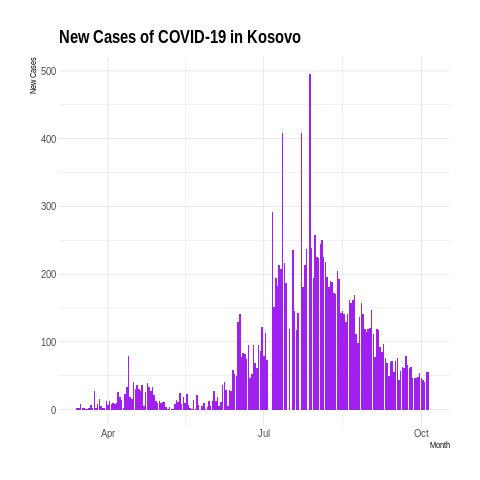 New Cases of COVID-19 in Kosovo
New Cases
500
400
300
200
100
0
Apr
Jul
Oct
Month